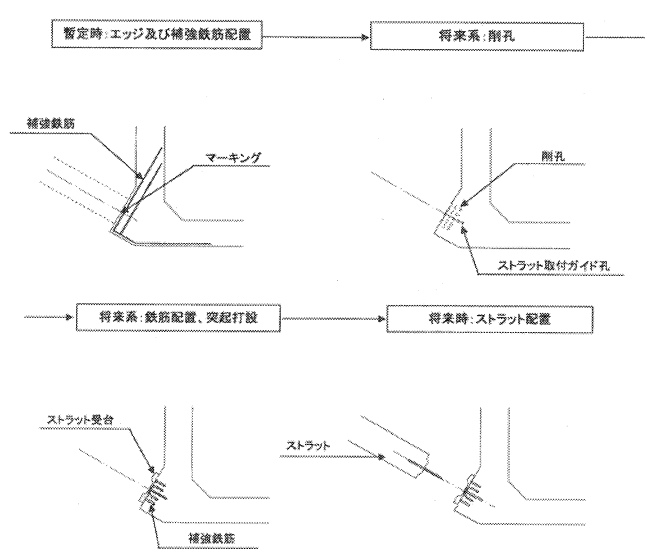 暫定時：エッジ及び補強鉄筋配置
将来系：削孔
補強鉄筋
マーキング
削孔
ストラット取付ガイド孔
将来系：鉄筋配置、突起打設
将来時：ストラット配置
ストラット受台
ストラット
補強鉄筋